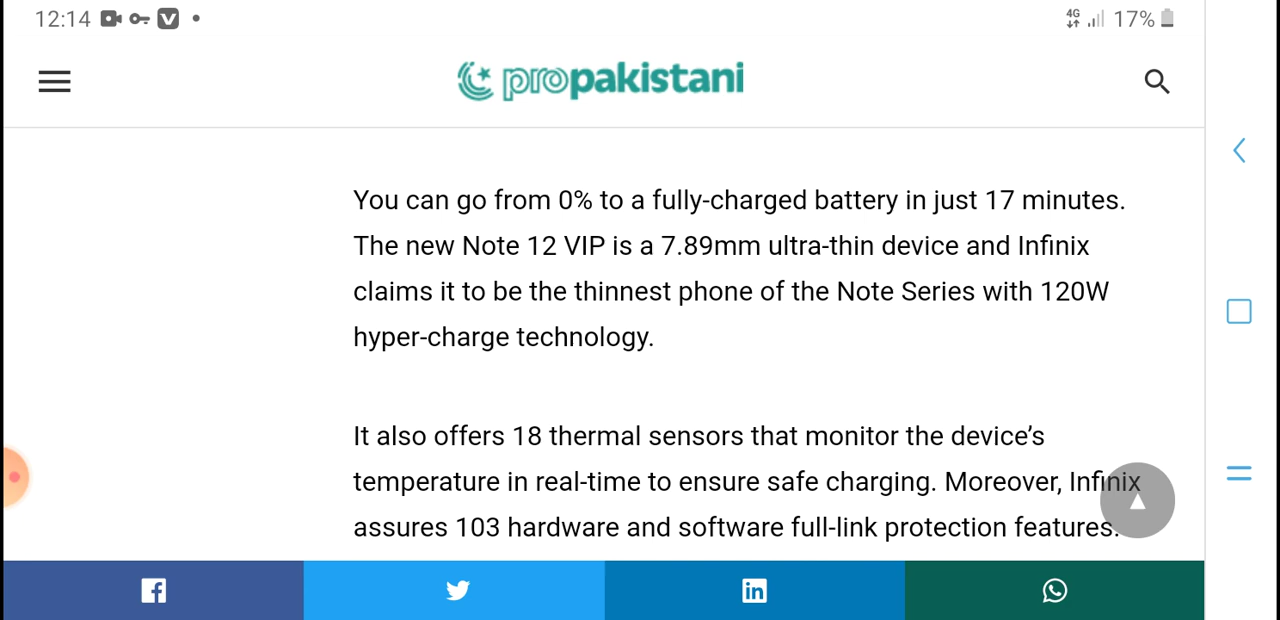 12:14 V 4G 17%
propakistani
You can go from 0% to a fully-charged battery in just 17 minutes.
The new Note 12 VIP is a 7.89mm ultra-thin device and Infinix
claims it to be the thinnest phone of the Note Series with 120W
hyper-charge technology.
It also offers 18 thermal sensors that monitor the device’s
temperature in real-time to ensure safe charging. Moreover, Infinix
assures 103 hardware and software full-link protection features.